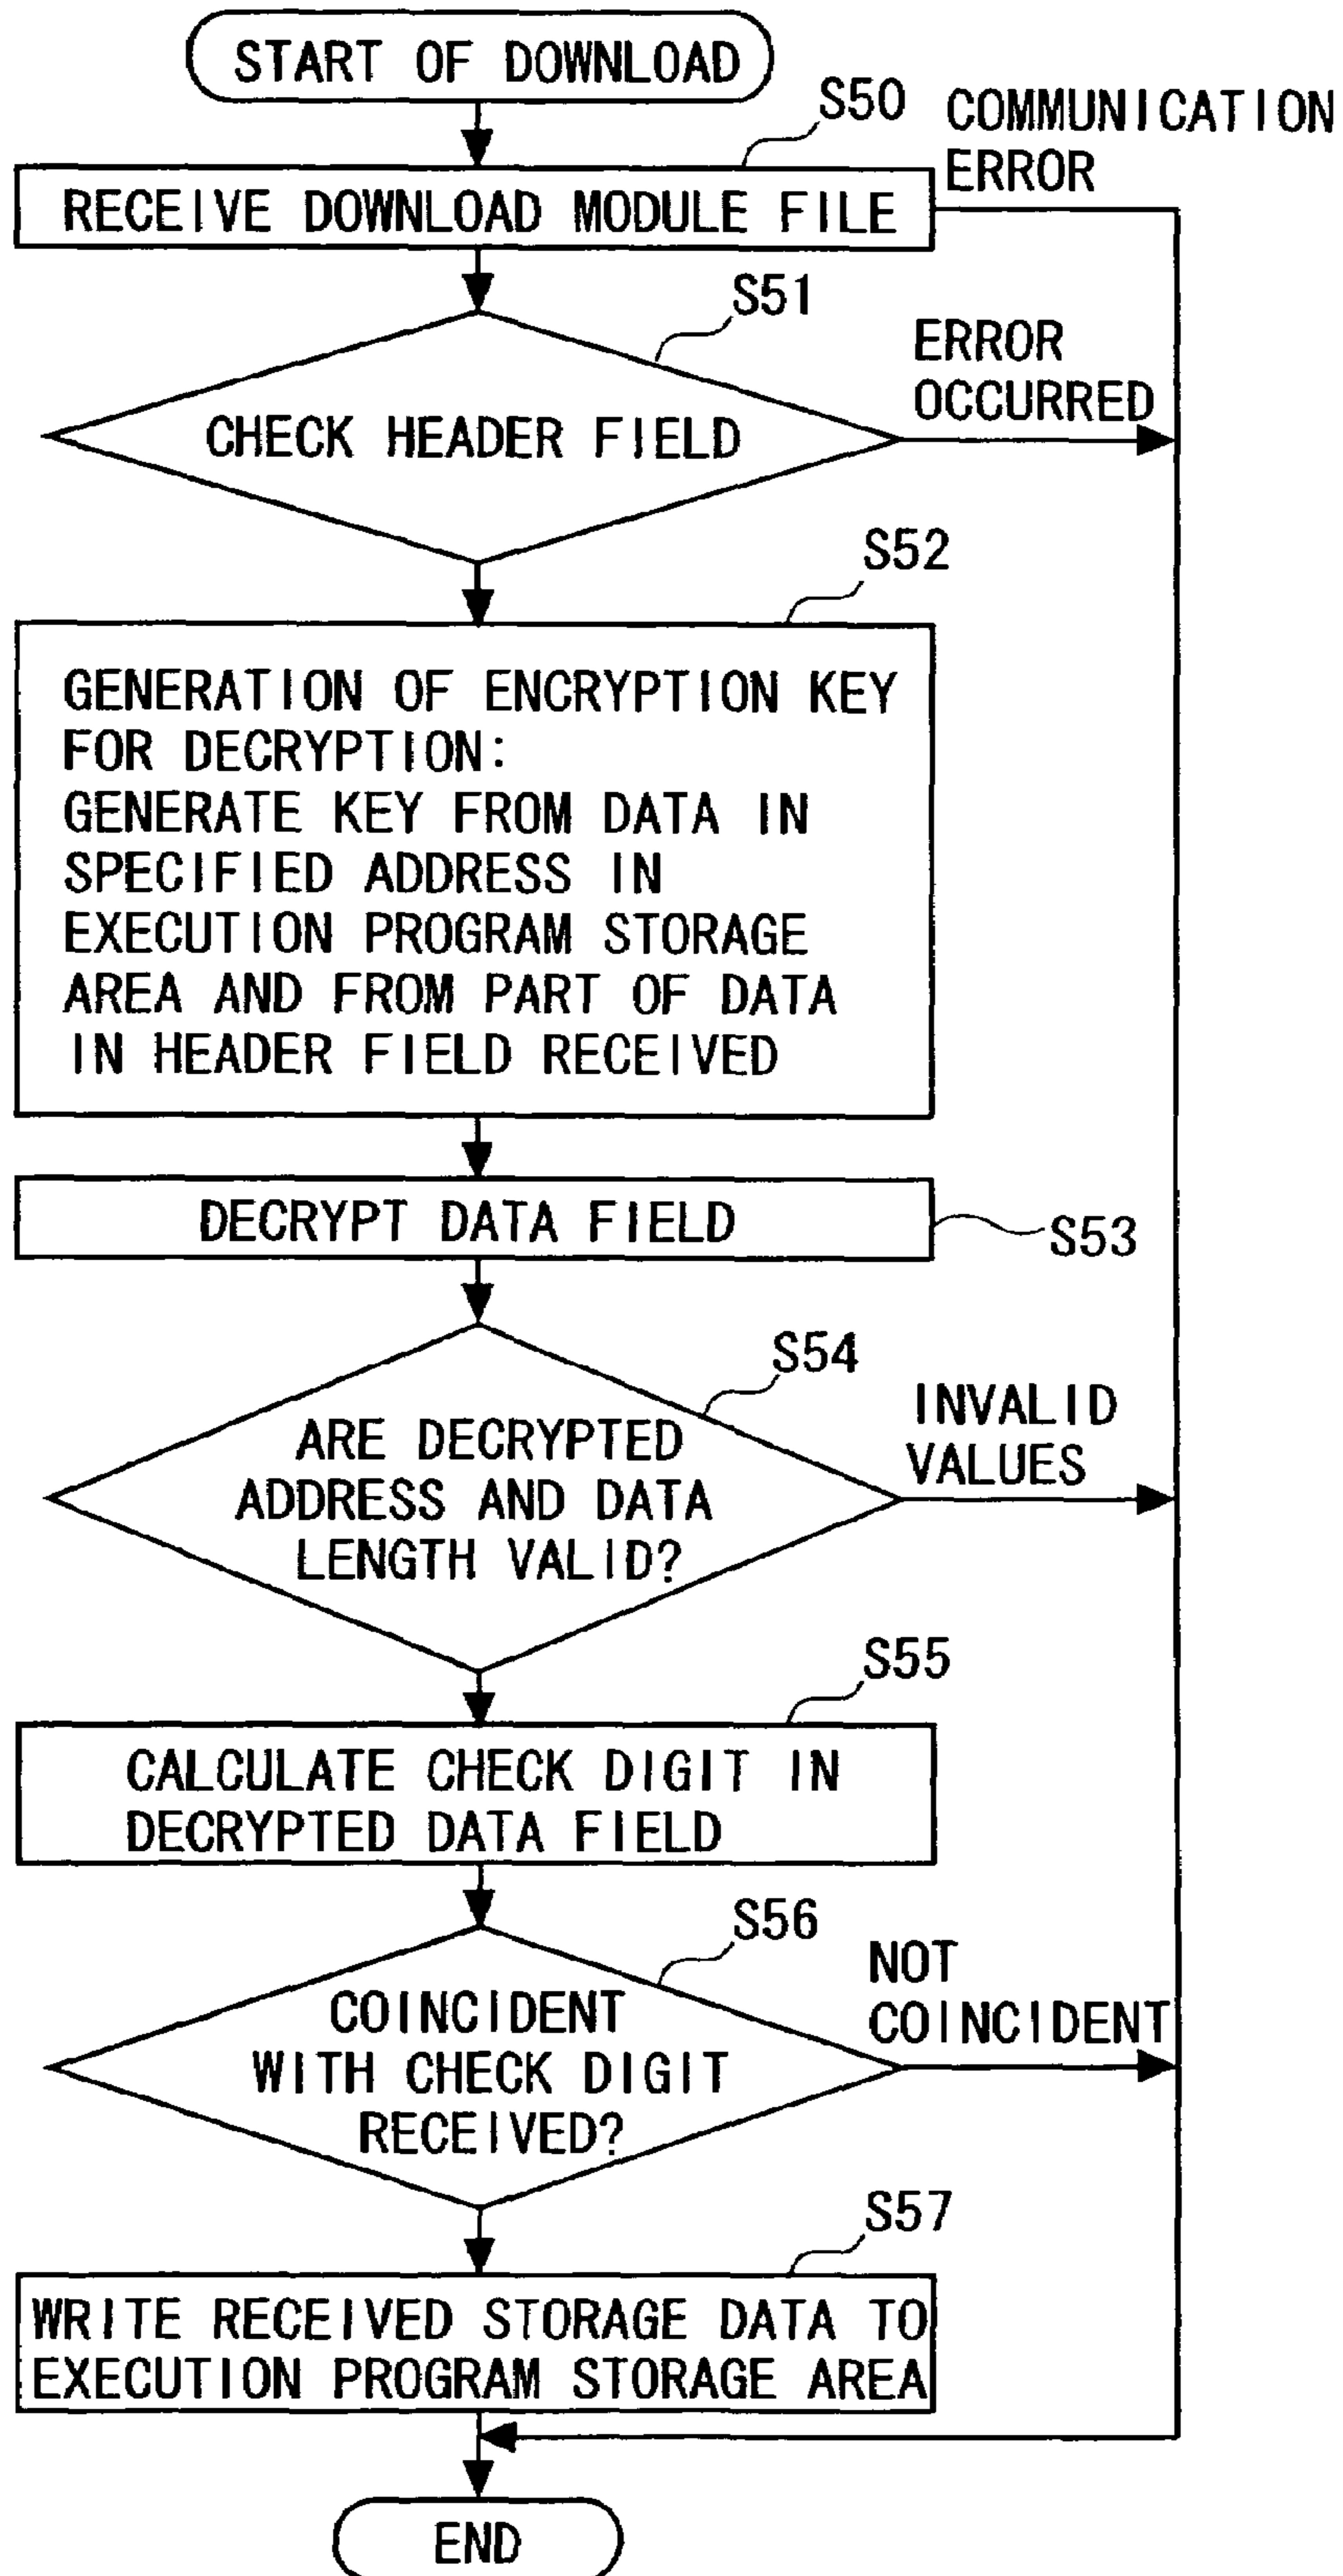 START OF DOWNLOAD
S50
COMMUNICATION
ERROR
RECEIVE DOWNLOAD MODULE FILE
S51
ERROR
OCCURRED
CHECK HEADER FIELD
S52
GENERATION OF ENCRYPTION KEY
FOR DECRYPTION:
GENERATE KEY FROM DATA IN
SPECIFIED ADDRESS IN
EXECUTION PROGRAM STORAGE
AREA AND FROM PART OF DATA
IN HEADER FIELD RECEIVED
DECRYPT DATA FIELD
S53
S54
INVALID
VALUES
ARE DECRYPTED
ADDRESS AND DATA
LENGTH VALID?
S55
CALCULATE CHECK DIGIT IN
DECRYPTED DATA FIELD
S56
NOT
COINCIDENT
COINCIDENT
WITH CHECK DIGIT
RECEIVED?
S57
WRITE RECEIVED STORAGE DATA TO
EXECUTION PROGRAM STORAGE AREA
END